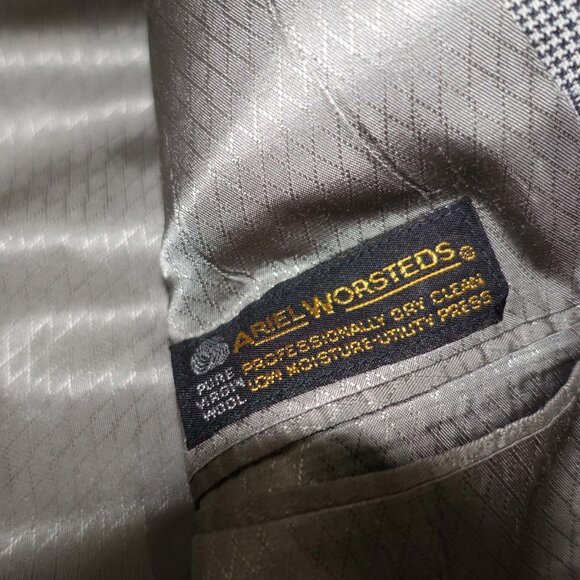 ARIEL WORSTEDS®
PURE
VIRGIN
WOOL
PROFESSIONALLY DRY CLEAN
LOW MOISTURE-UTILITY PRESS